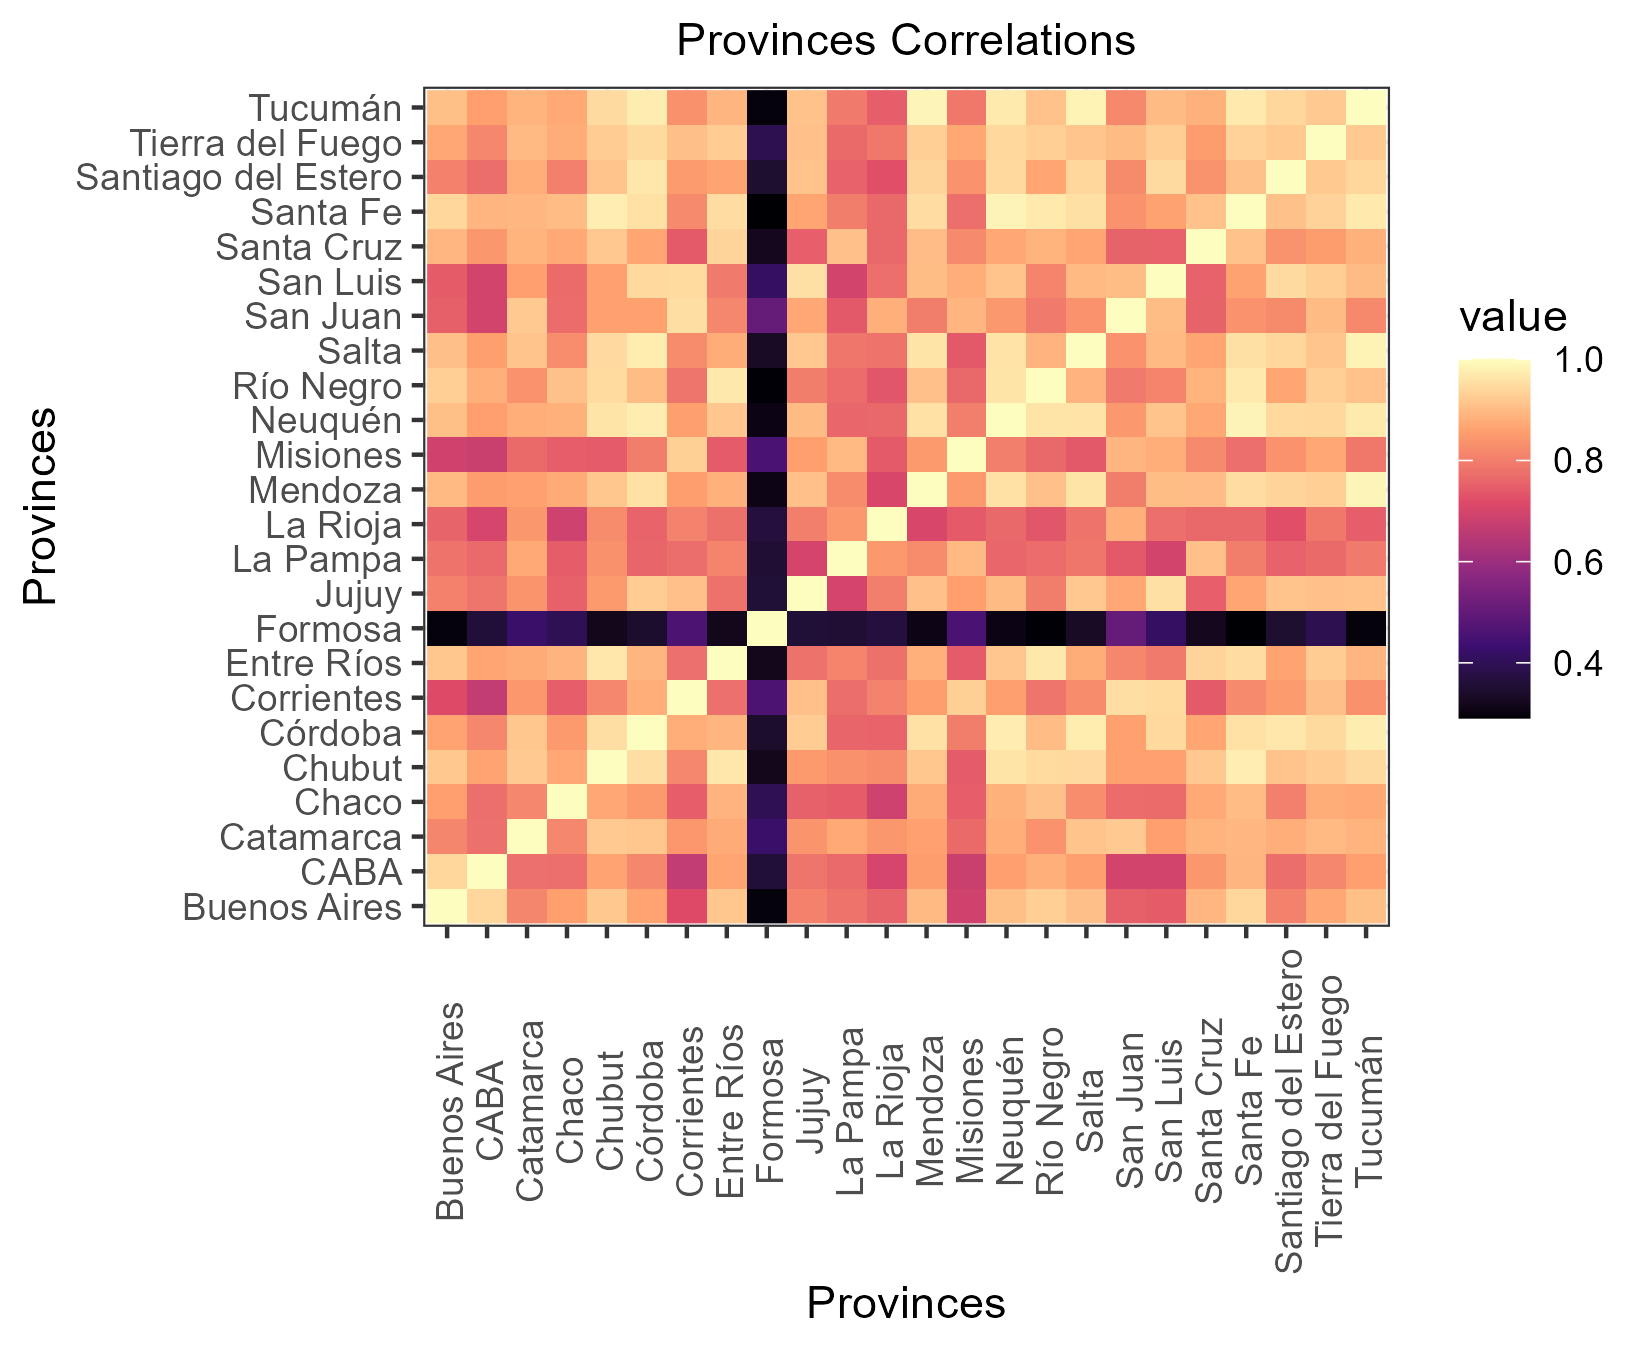 Provinces Correlations
Provinces
Tucumán
Tierra del Fuego
Santiago del Estero
Santa Fe
Santa Cruz
San Luis
San Juan
Salta
Río Negro
Neuquén
Misiones
Mendoza
La Rioja
La Pampa
Jujuy
Formosa
Entre Ríos
Corrientes
Córdoba
Chubut
Chaco
Catamarca
CABA
Buenos Aires
Buenos Aires
CABA
Catamarca
Chaco
Chubut
Córdoba
Corrientes
Entre Ríos
Formosa
Jujuy
La Pampa
La Rioja
Mendoza
Misiones
Neuquén
Río Negro
Salta
San Juan
San Luis
Santa Cruz
Santa Fe
Santiago del Estero
Tierra del Fuego
Tucumán
Provinces
value
1.0
0.8
0.6
0.4